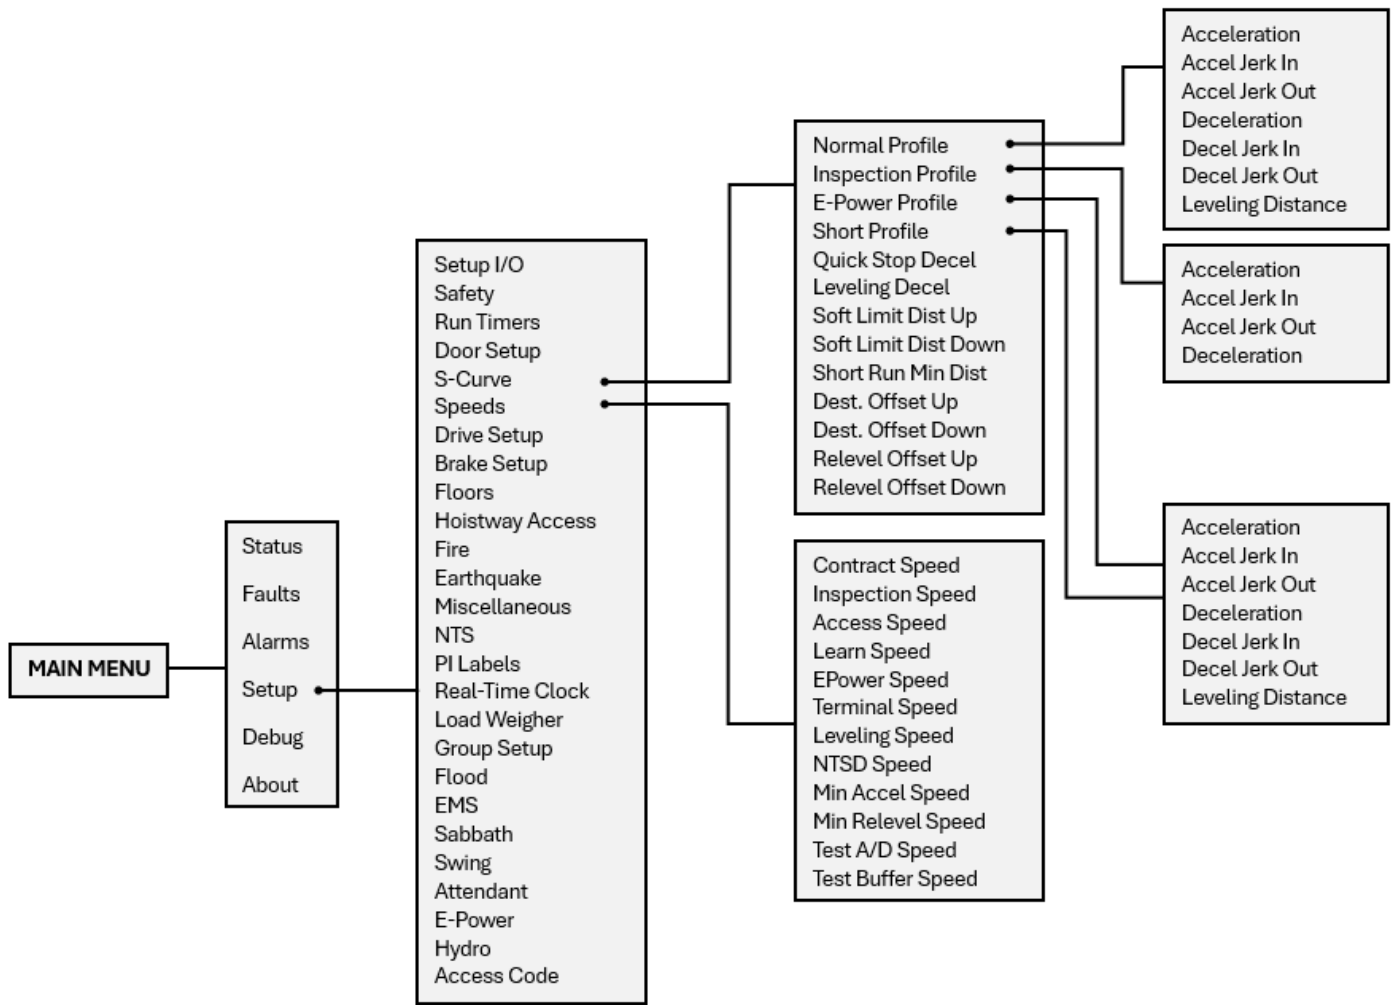 MAIN MENU
Status
Faults
Alarms
Setup
Debug
About
Setup I/O
Safety
Run Timers
Door Setup
S-Curve
Speeds
Drive Setup
Brake Setup
Floors
Hoistway Access
Fire
Earthquake
Miscellaneous
NTS
PI Labels
Real-Time Clock
Load Weigher
Group Setup
Flood
EMS
Sabbath
Swing
Attendant
E-Power
Hydro
Access Code
Normal Profile
Inspection Profile
E-Power Profile
Short Profile
Quick Stop Decel
Leveling Decel
Soft Limit Dist Up
Soft Limit Dist Down
Short Run Min Dist
Dest. Offset Up
Dest. Offset Down
Relevel Offset Up
Relevel Offset Down
Contract Speed
Inspection Speed
Access Speed
Learn Speed
EPower Speed
Terminal Speed
Leveling Speed
NTSD Speed
Min Accel Speed
Min Relevel Speed
Test A/D Speed
Test Buffer Speed
Acceleration
Accel Jerk In
Accel Jerk Out
Deceleration
Decel Jerk In
Decel Jerk Out
Leveling Distance
Acceleration
Accel Jerk In
Accel Jerk Out
Deceleration
Acceleration
Accel Jerk In
Accel Jerk Out
Deceleration
Decel Jerk In
Decel Jerk Out
Leveling Distance